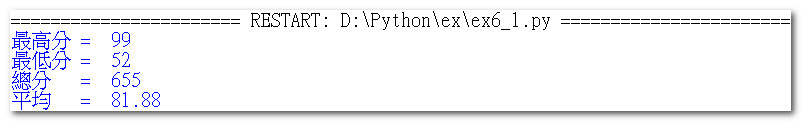 ======================= RESTART: D:\Python\ex\ex6_1.py =======================
最高分 =  99
最低分 =  52
總分   =  655
平均   =  81.88